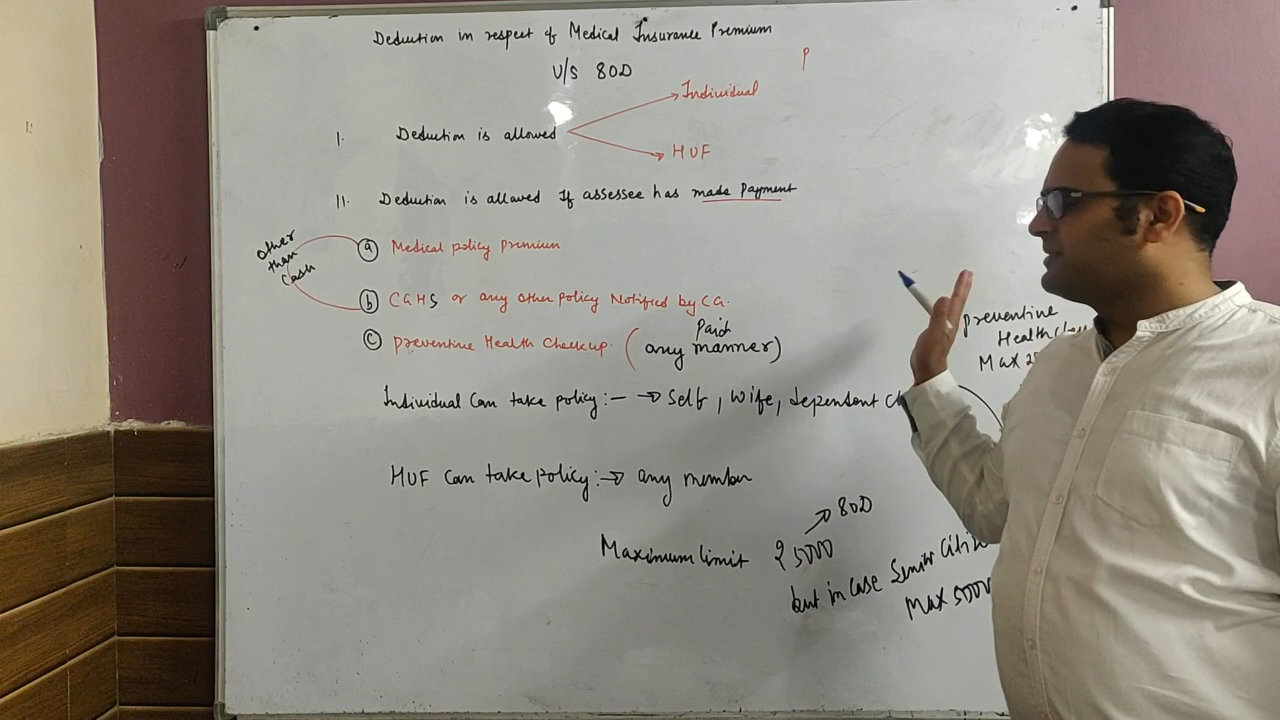 Deduction in respect of Medical Insurance Premium
U/S 80D
P
Individual
I. Deduction is allowed
HUF
II. Deduction is allowed If assessee has made Payment
Other than Cash
(a) Medical policy Premium
(b) CGHS or any other policy Notified by CG.
(c) preventive Health Checkup. (any manner)
Paid
preventive
Health
Max
Individual Can take policy :- → Self, Wife, dependent
HUF Can take policy :→ any member
→ 80D
Maximum limit 25000
but in case Senior
Max